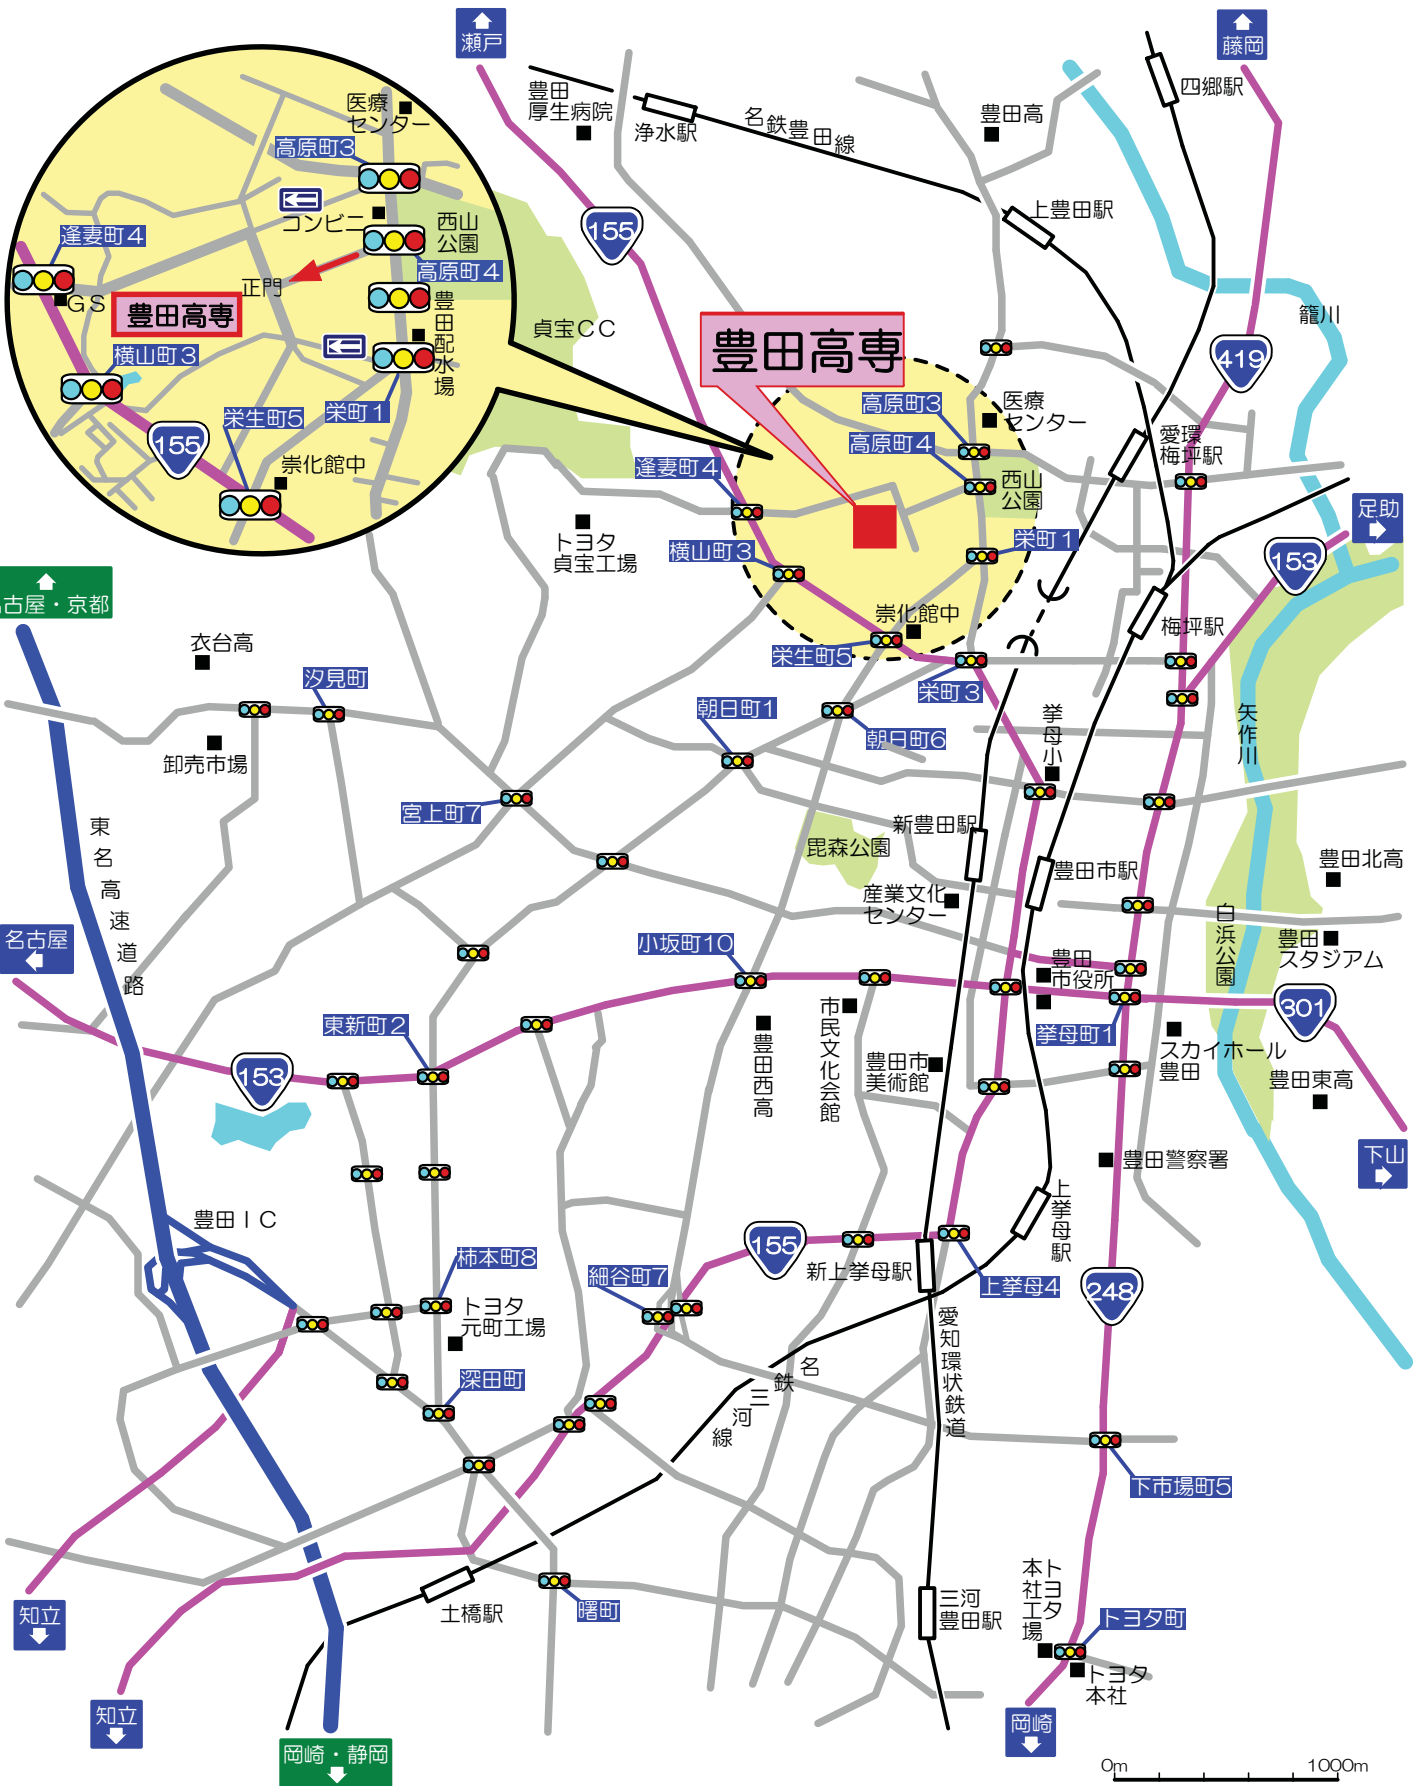 瀬戸
藤岡
豊田
厚生病院
浄水駅
名鉄豊田線
豊田高
四郷駅
上豊田駅
医療
センター
高原町3
コンビニ
西山
公園
逢妻町4
高原町4
正門
GS
豊田高専
豊田配水場
横山町3
栄町1
栄生町5
155
崇化館中
155
貞宝CC
籠川
419
豊田高専
高原町3
医療
センター
高原町4
愛環
梅坪駅
逢妻町4
西山
公園
足助
トヨタ
貞宝工場
横山町3
栄町1
153
名古屋・京都
崇化館中
梅坪駅
衣台高
栄生町5
栄町3
汐見町
朝日町1
朝日町6
挙母小
矢作川
卸売市場
宮上町7
新豊田駅
毘森公園
東名高速道路
豊田市駅
豊田北高
産業文化
センター
白浜公園
名古屋
小坂町10
豊田
市役所
豊田
スタジアム
東新町2
市民文化会館
301
挙母町1
豊田西高
豊田市
美術館
スカイホール
豊田
153
豊田東高
豊田警察署
下山
豊田IC
上挙母駅
柿本町8
155
細谷町7
新上挙母駅
上挙母4
248
トヨタ
元町工場
愛知環状鉄道
深田町
名鉄三河線
下市場町5
土橋駅
曙町
三河
豊田駅
トヨタ
本社工場
トヨタ町
トヨタ
本社
知立
知立
岡崎
岡崎・静岡
0m
1000m